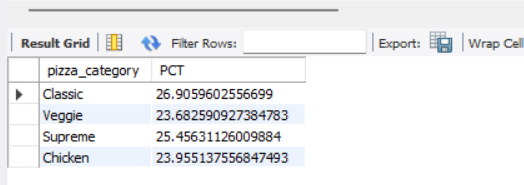 Result Grid Filter Rows: Export: Wrap Cell
pizza_category PCT
Classic 26.9059602556699
Veggie 23.682590927384783
Supreme 25.45631126009884
Chicken 23.955137556847493